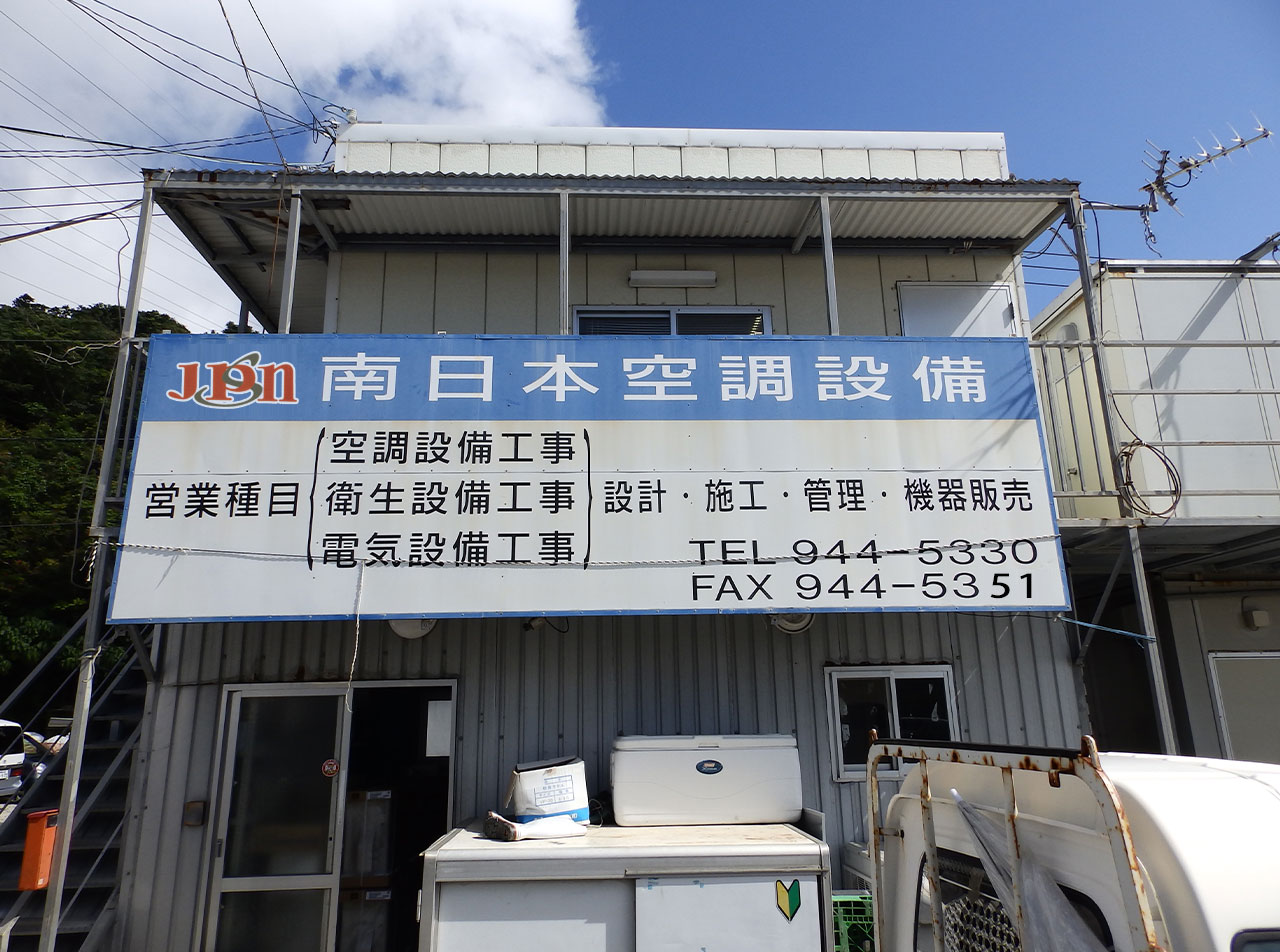 JPSN 南日本空調設備
空調設備工事
営業種目 衛生設備工事 設計・施工・管理・機器販売
電気設備工事
TEL 944-5330
FAX 944-5351